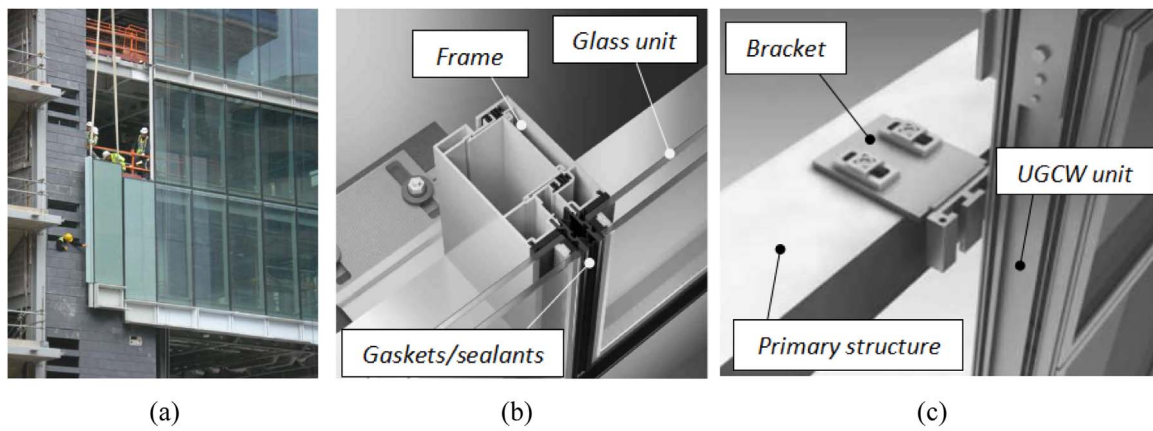 Frame
Glass unit
Gaskets/sealants
Bracket
UGCW unit
Primary structure
(a)
(b)
(c)